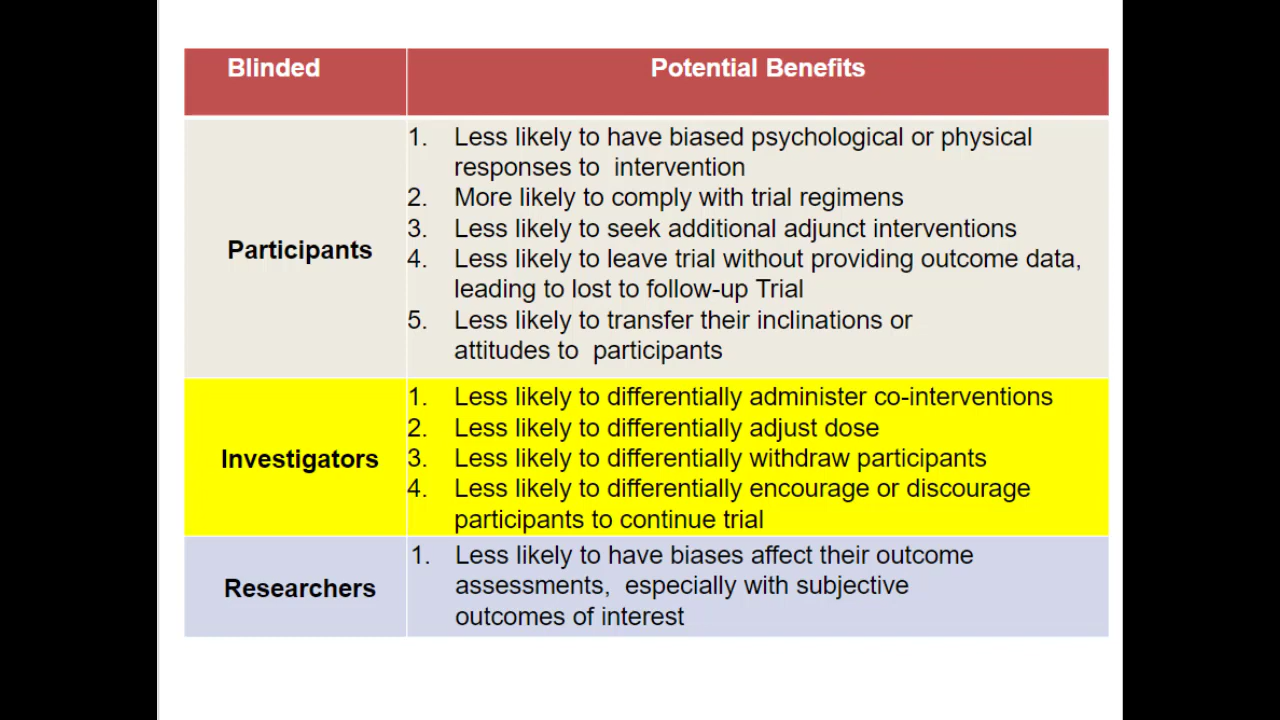 Blinded Potential Benefits
Participants
1. Less likely to have biased psychological or physical
responses to intervention
2. More likely to comply with trial regimens
3. Less likely to seek additional adjunct interventions
4. Less likely to leave trial without providing outcome data,
leading to lost to follow-up Trial
5. Less likely to transfer their inclinations or
attitudes to participants
Investigators
1. Less likely to differentially administer co-interventions
2. Less likely to differentially adjust dose
3. Less likely to differentially withdraw participants
4. Less likely to differentially encourage or discourage
participants to continue trial
Researchers
1. Less likely to have biases affect their outcome
assessments, especially with subjective
outcomes of interest